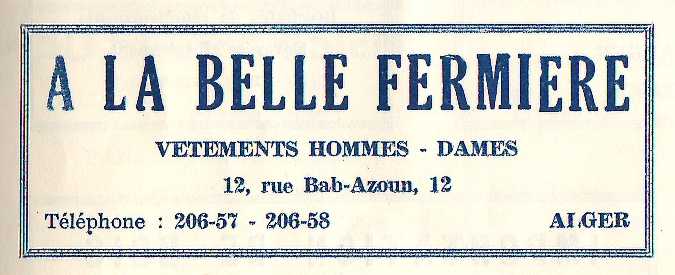 A LA BELLE FERMIERE
VETEMENTS HOMMES - DAMES
12, rue Bab-Azoun, 12
Téléphone : 206-57 - 206-58 ALGER